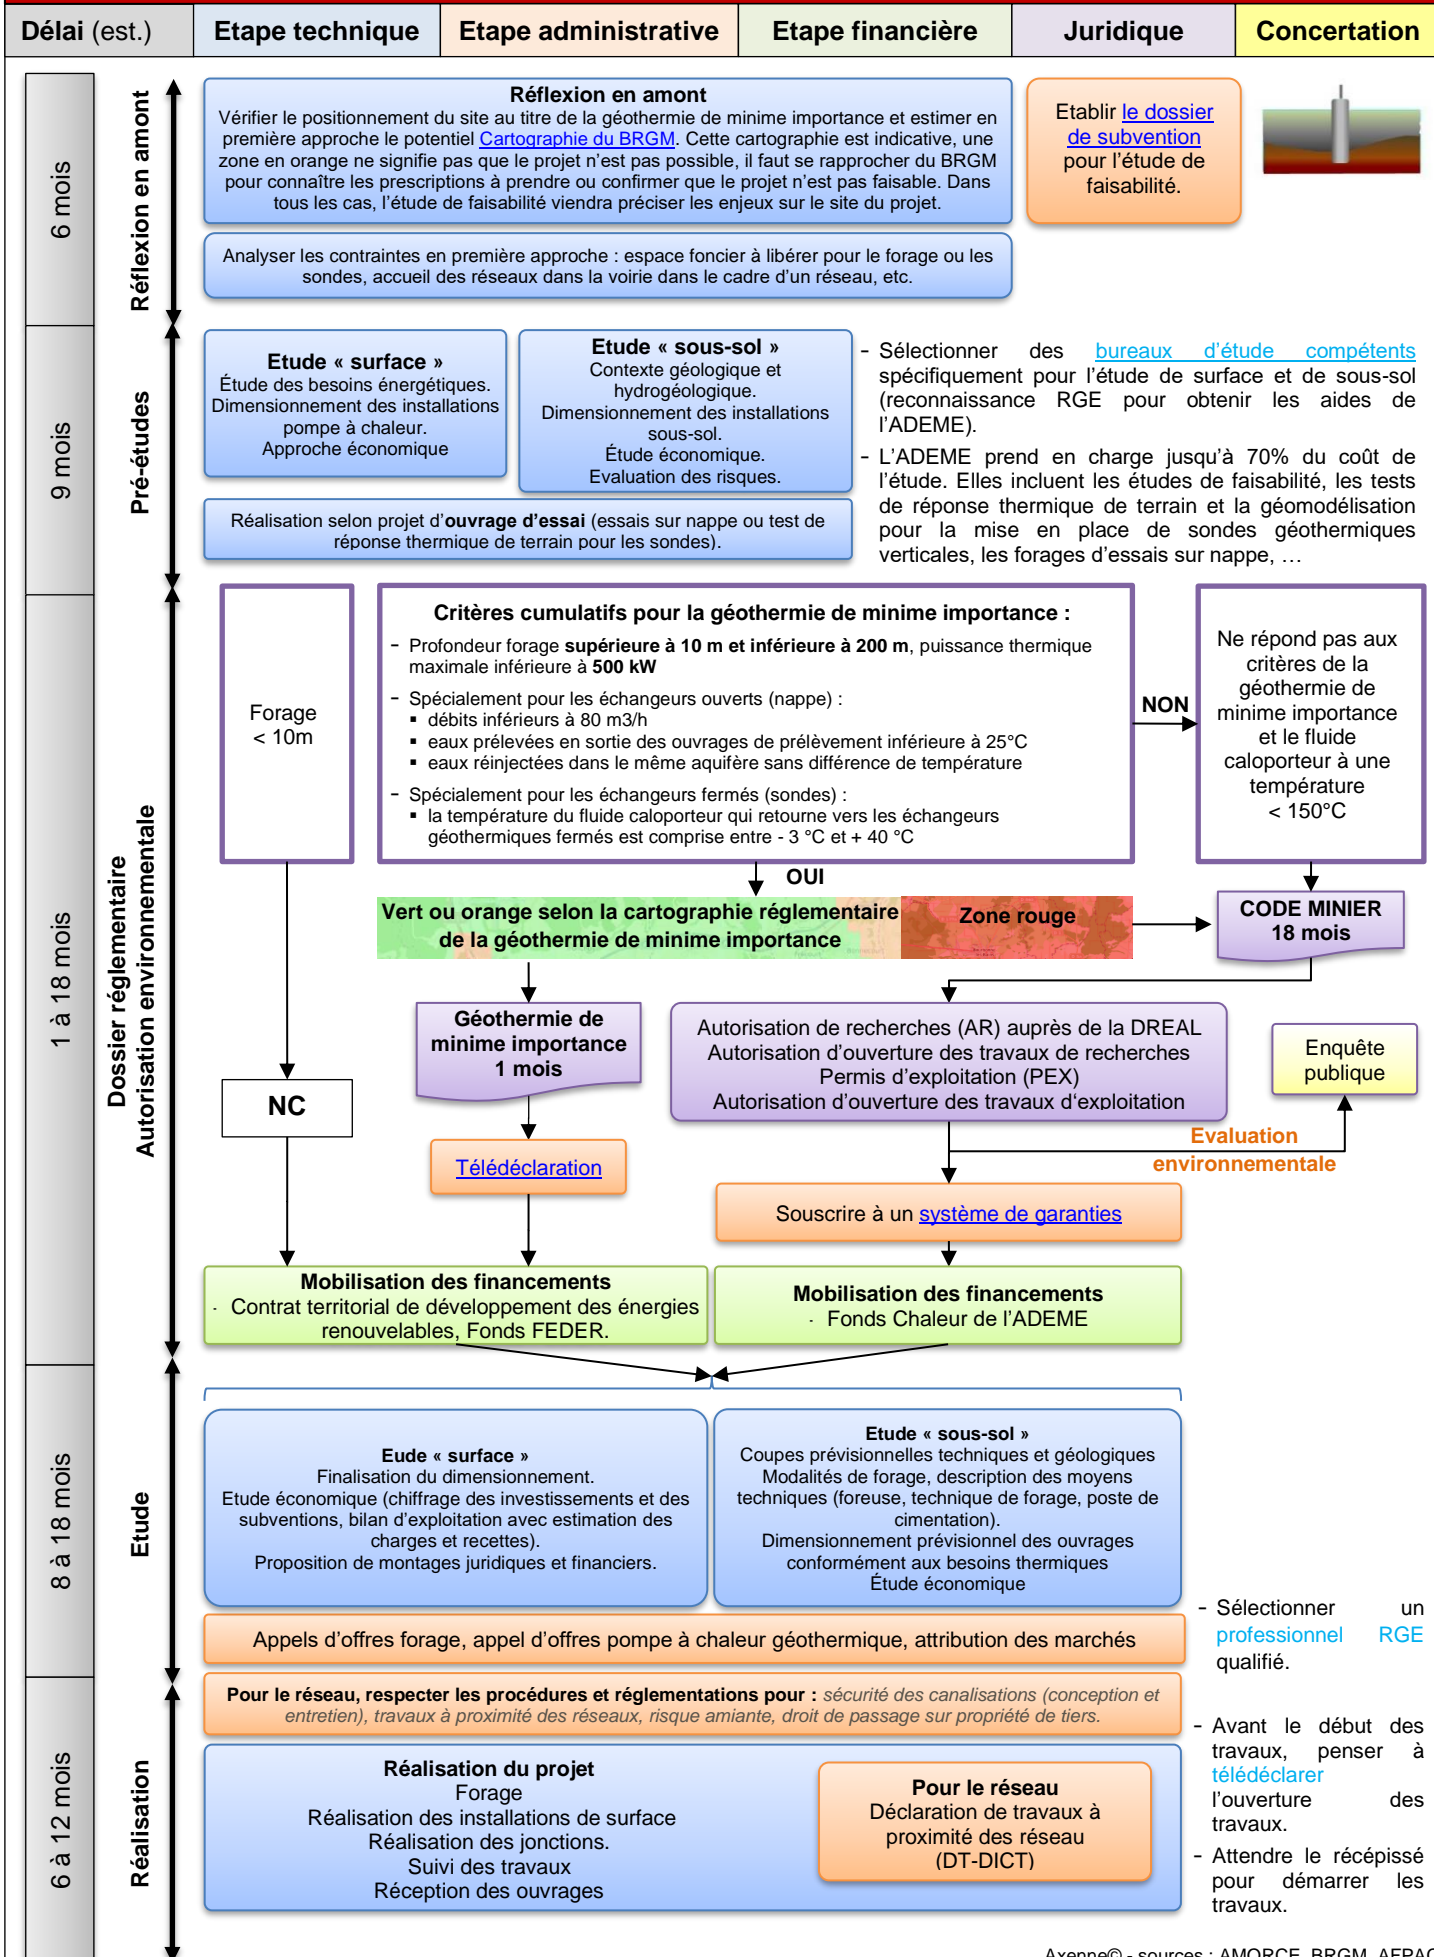 Délai (est.)
Etape technique
Etape administrative
Etape financière
Juridique
Concertation
6 mois
Réflexion en amont
Réflexion en amont
Vérifier le positionnement du site au titre de la géothermie de minime importance et estimer en
première approche le potentiel Cartographie du BRGM. Cette cartographie est indicative, une
zone en orange ne signifie pas que le projet n'est pas possible, il faut se rapprocher du BRGM
pour connaître les prescriptions à prendre ou confirmer que le projet n'est pas faisable. Dans
tous les cas, l'étude de faisabilité viendra préciser les enjeux sur le site du projet.
Etablir le dossier
de subvention
pour l'étude de
faisabilité.
Analyser les contraintes en première approche : espace foncier à libérer pour le forage ou les
sondes, accueil des réseaux dans la voirie dans le cadre d'un réseau, etc.
9 mois
Pré-études
Etude « surface »
Étude des besoins énergétiques.
Dimensionnement des installations
pompe à chaleur.
Approche économique
Etude « sous-sol »
Contexte géologique et
hydrogéologique.
Dimensionnement des installations
sous-sol.
Étude économique.
Evaluation des risques.
Réalisation selon projet d'ouvrage d'essai (essais sur nappe ou test de
réponse thermique de terrain pour les sondes).
- Sélectionner des bureaux d'étude compétents
spécifiquement pour l'étude de surface et de sous-sol
(reconnaissance RGE pour obtenir les aides de
l'ADEME).
- L'ADEME prend en charge jusqu'à 70% du coût de
l'étude. Elles incluent les études de faisabilité, les tests
de réponse thermique de terrain et la géomodélisation
pour la mise en place de sondes géothermiques
verticales, les forages d'essais sur nappe, …
1 à 18 mois
Dossier réglementaire
Autorisation environnementale
Forage
< 10m
Critères cumulatifs pour la géothermie de minime importance :
- Profondeur forage supérieure à 10 m et inférieure à 200 m, puissance thermique
maximale inférieure à 500 kW
- Spécialement pour les échangeurs ouverts (nappe) :
▪ débits inférieurs à 80 m3/h
▪ eaux prélevées en sortie des ouvrages de prélèvement inférieure à 25°C
▪ eaux réinjectées dans le même aquifère sans différence de température
- Spécialement pour les échangeurs fermés (sondes) :
▪ la température du fluide caloporteur qui retourne vers les échangeurs
géothermiques fermés est comprise entre - 3 °C et + 40 °C
NON
Ne répond pas aux
critères de la
géothermie de
minime importance
et le fluide
caloporteur à une
température
< 150°C
OUI
Vert ou orange selon la cartographie réglementaire
de la géothermie de minime importance
Zone rouge
CODE MINIER
18 mois
Géothermie de
minime importance
1 mois
Autorisation de recherches (AR) auprès de la DREAL
Autorisation d'ouverture des travaux de recherches
Permis d'exploitation (PEX)
Autorisation d'ouverture des travaux d'exploitation
Enquête
publique
NC
Evaluation
environnementale
Télédéclaration
Souscrire à un système de garanties
Mobilisation des financements
- Contrat territorial de développement des énergies
renouvelables, Fonds FEDER.
Mobilisation des financements
- Fonds Chaleur de l'ADEME
8 à 18 mois
Etude
Eude « surface »
Finalisation du dimensionnement.
Etude économique (chiffrage des investissements et des
subventions, bilan d'exploitation avec estimation des
charges et recettes).
Proposition de montages juridiques et financiers.
Etude « sous-sol »
Coupes prévisionnelles techniques et géologiques
Modalités de forage, description des moyens
techniques (foreuse, technique de forage, poste de
cimentation).
Dimensionnement prévisionnel des ouvrages
conformément aux besoins thermiques
Étude économique
Appels d'offres forage, appel d'offres pompe à chaleur géothermique, attribution des marchés
- Sélectionner un
professionnel RGE
qualifié.
6 à 12 mois
Réalisation
Pour le réseau, respecter les procédures et réglementations pour : sécurité des canalisations (conception et
entretien), travaux à proximité des réseaux, risque amiante, droit de passage sur propriété de tiers.
Réalisation du projet
Forage
Réalisation des installations de surface
Réalisation des jonctions.
Suivi des travaux
Réception des ouvrages
Pour le réseau
Déclaration de travaux à
proximité des réseau
(DT-DICT)
- Avant le début des
travaux, penser à
télédéclarer
l'ouverture des
travaux.
- Attendre le récépissé
pour démarrer les
travaux.
Axenne© - sources : AMORCE, BRGM, AFPAC